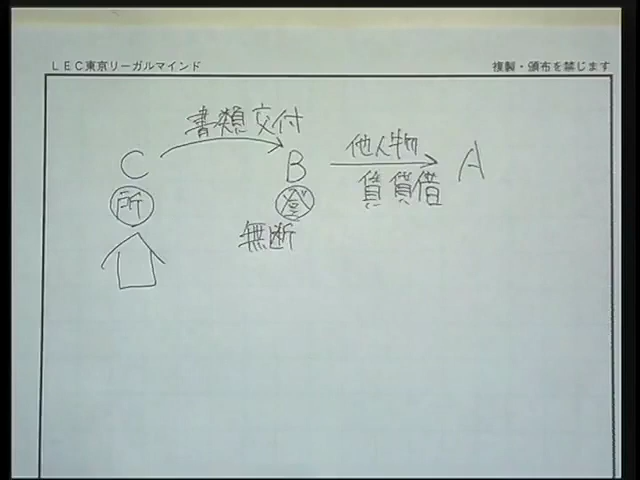 LEC東京リーガルマインド
複製・頒布を禁じます
書類交付
C
B
他人物
A
賃貸借
所
登
無断